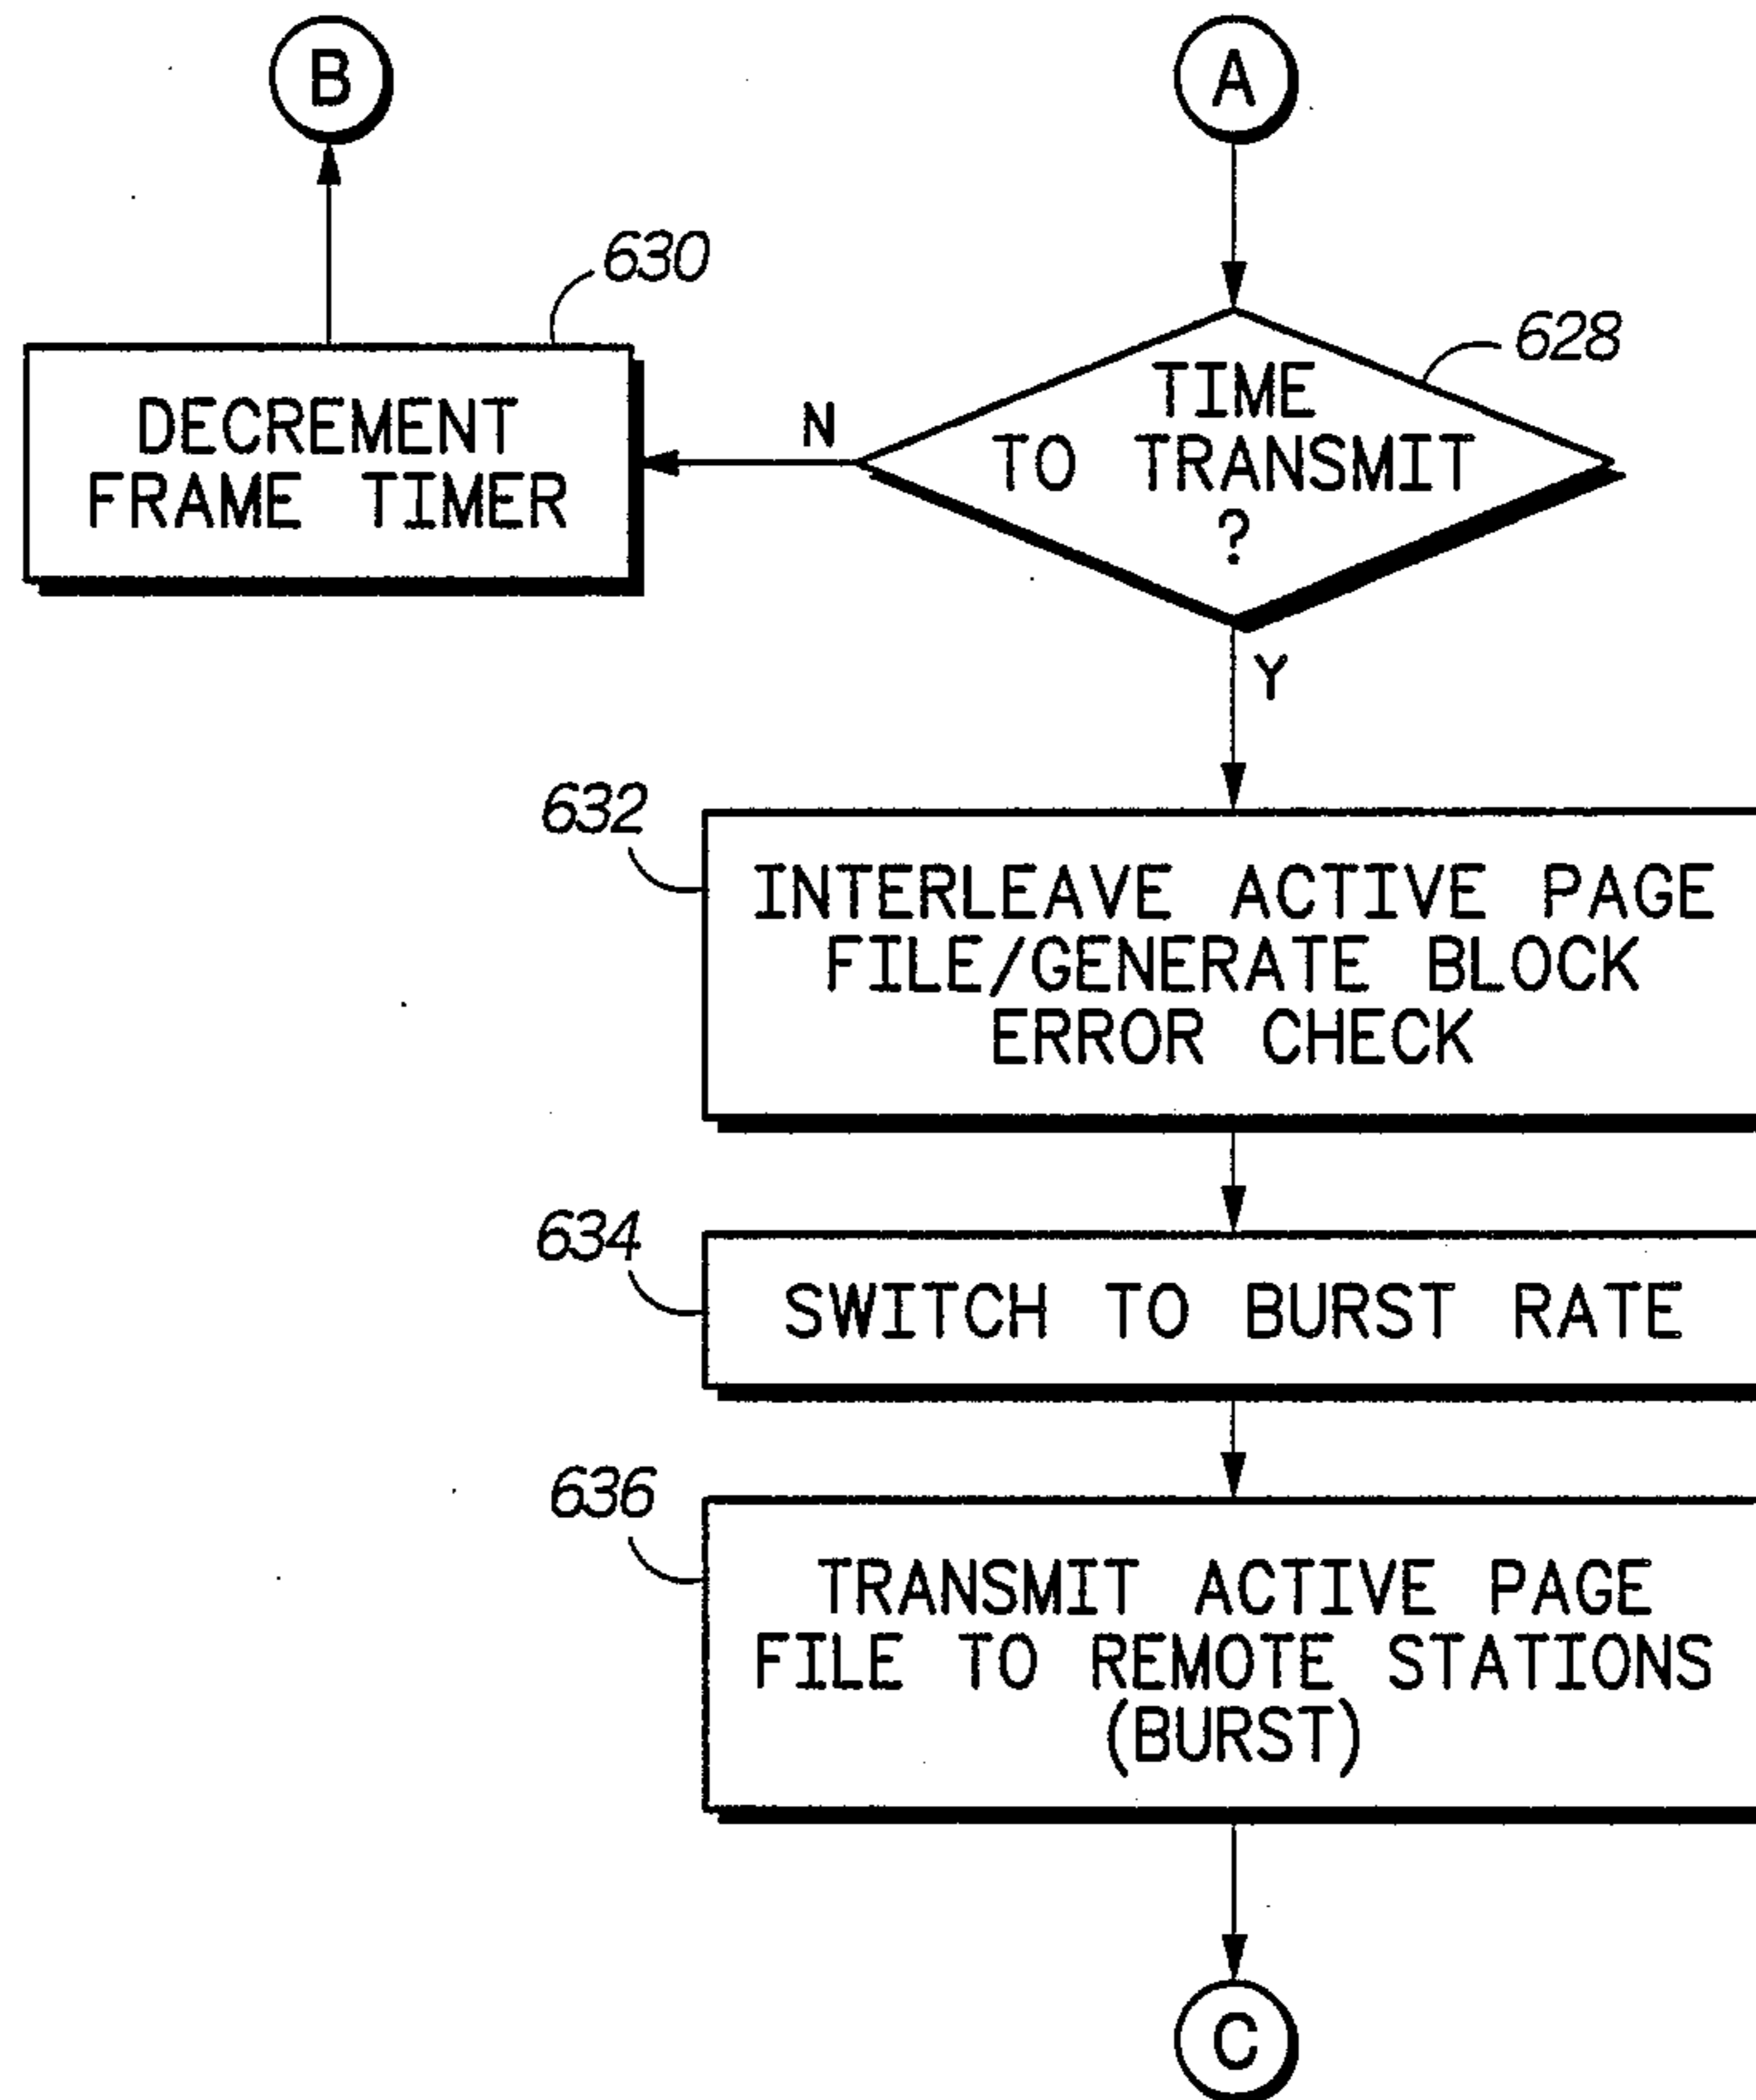 B
A
630
628
DECREMENT
FRAME TIMER
N
TIME
TO TRANSMIT
?
Y
632
INTERLEAVE ACTIVE PAGE
FILE/GENERATE BLOCK
ERROR CHECK
634
SWITCH TO BURST RATE
636
TRANSMIT ACTIVE PAGE
FILE TO REMOTE STATIONS
(BURST)
C